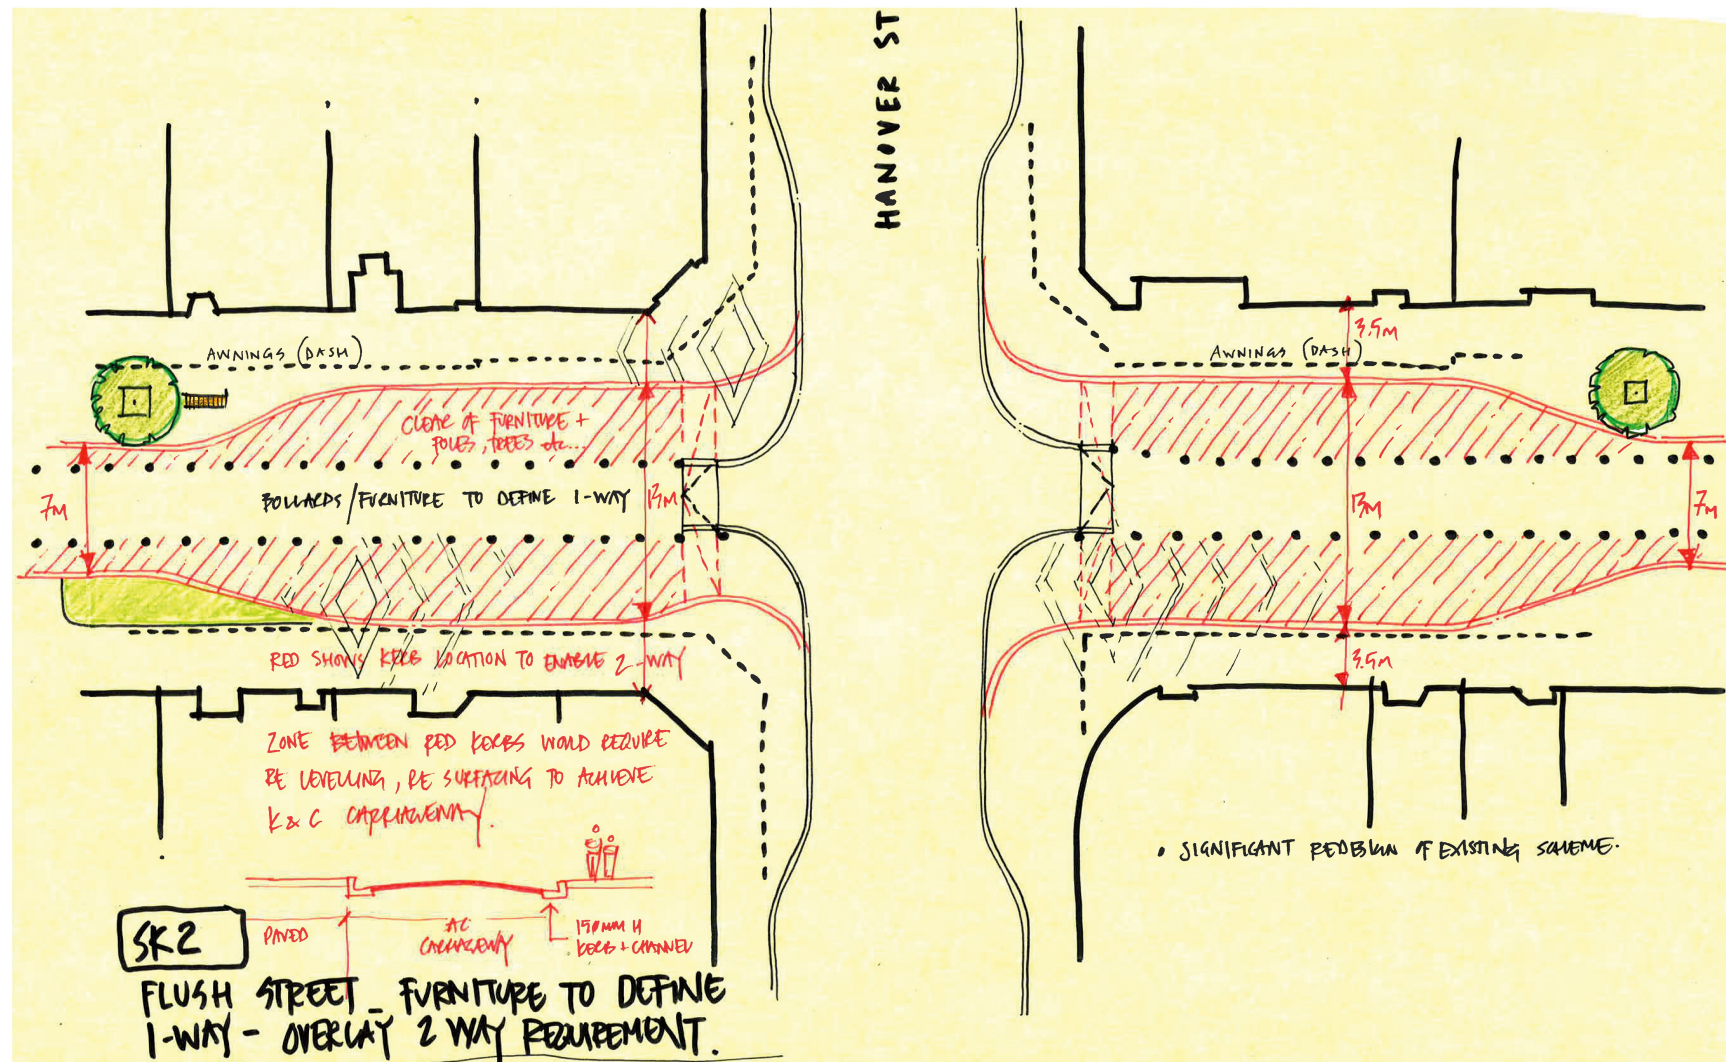 HANOVER ST
AWNINGS (DASH)
3.5M
AWNINGS (DASH)
CLEAR OF FURNITURE +
POLES, TREES etc...
7M
BOLLARDS/FURNITURE TO DEFINE 1-WAY
13M
13M
7M
RED SHOWS KERB LOCATION TO ENABLE 2-WAY
3.5M
ZONE BETWEEN RED KERBS WOULD REQUIRE
RE LEVELLING, RE SURFACING TO ACHIEVE
K&C CARRIAGEWAY.
• SIGNIFICANT REDESIGN OF EXISTING SCHEME.
SK2
PAVED
AC
CARRIAGEWAY
150MM H
KERB + CHANNEL
FLUSH STREET_FURNITURE TO DEFINE
1-WAY - OVERLAY 2 WAY REQUIREMENT.